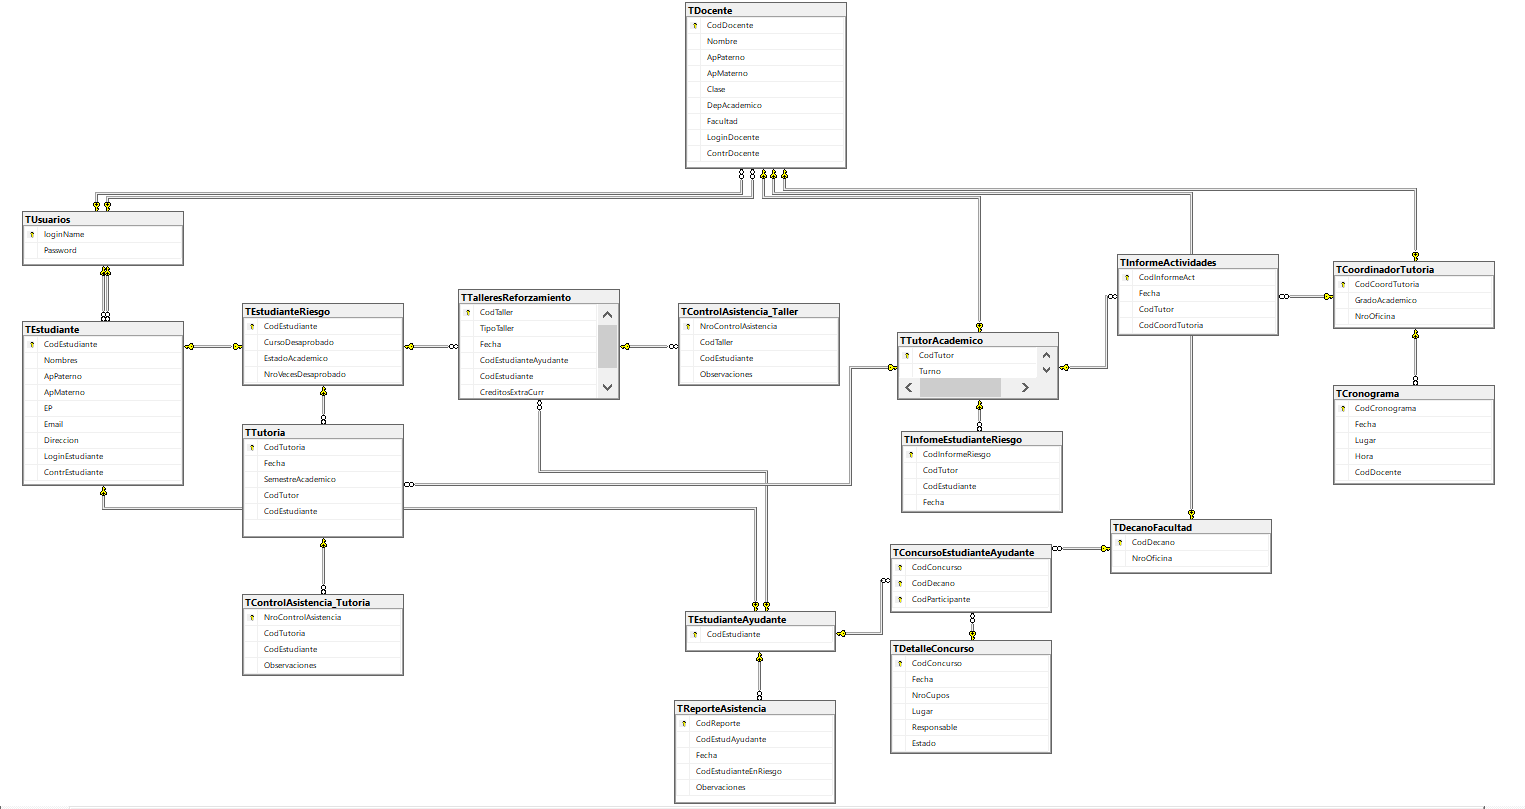 TDocente
CodDocente
Nombre
ApPaterno
ApMaterno
Clase
DepAcademico
Facultad
LoginDocente
ContrDocente
TUsuarios
loginName
Password
TEstudiante
CodEstudiante
Nombres
ApPaterno
ApMaterno
EP
Email
Direccion
LoginEstudiante
ContrEstudiante
TEstudianteRiesgo
CodEstudiante
CursoDesaprobado
EstadoAcademico
NroVecesDesaprobado
TTalleresReforzamiento
CodTaller
TipoTaller
Fecha
CodEstudianteAyudante
CodEstudiante
CreditosExtraCurr
TControlAsistencia_Taller
NroControlAsistencia
CodTaller
CodEstudiante
Observaciones
TTutorAcademico
CodTutor
Turno
TInformeActividades
CodInformeAct
Fecha
CodTutor
CodCoordTutoria
TCoordinadorTutoria
CodCoordTutoria
GradoAcademico
NroOficina
TCronograma
CodCronograma
Fecha
Lugar
Hora
CodDocente
TTutoria
CodTutoria
Fecha
SemestreAcademico
CodTutor
CodEstudiante
TInfomeEstudianteRiesgo
CodInformeRiesgo
CodTutor
CodEstudiante
Fecha
TDecanoFacultad
CodDecano
NroOficina
TConcursoEstudianteAyudante
CodConcurso
CodDecano
CodParticipante
TControlAsistencia_Tutoria
NroControlAsistencia
CodTutoria
CodEstudiante
Observaciones
TEstudianteAyudante
CodEstudiante
TDetalleConcurso
CodConcurso
Fecha
NroCupos
Lugar
Responsable
Estado
TReporteAsistencia
CodReporte
CodEstudAyudante
Fecha
CodEstudianteEnRiesgo
Obervaciones